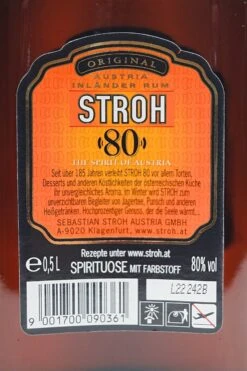 ORIGINAL
AUSTRIA
INLÄNDER RUM
STROH
80
THE SPIRIT OF AUSTRIA
Seit über 185 Jahren verleiht STROH 80 vor allem Torten,
Desserts und anderen Köstlichkeiten der österreichischen Küche
ihr unvergleichliches Aroma, im Winter wird STROH zum
unverzichtbaren Begleiter von Jagertee, Punsch und anderen
Heißgetränken. Hochprozentiger Genuss, der die Seele wärmt...
SEBASTIAN STROH AUSTRIA GMBH
A-9020 Klagenfurt, www.stroh.at
Rezepte unter www.stroh.at
℮ 0,5 L SPIRITUOSE MIT FARBSTOFF 80% vol
L22 242B
9 001700 090361